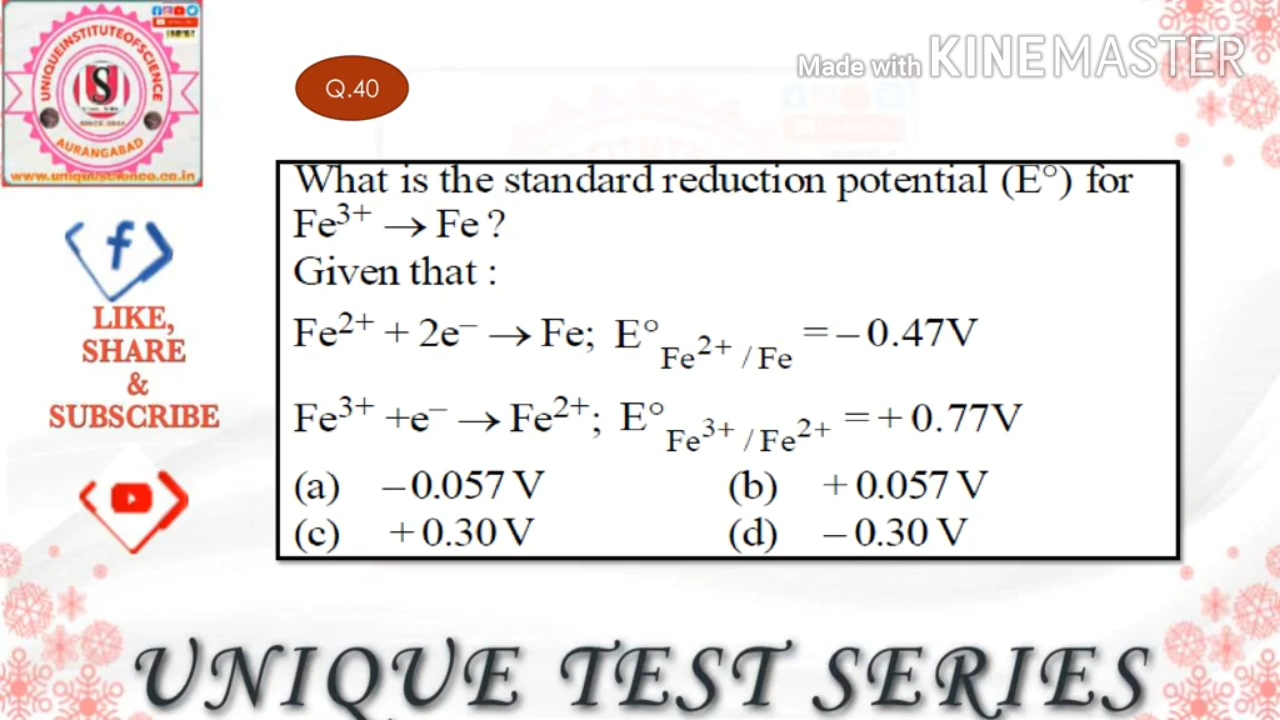 UNIQUEINSTITUTEOFSCIENCE
AURANGABAD
S
Made with KINEMASTER
Q.40
What is the standard reduction potential (E°) for
Fe³⁺ → Fe ?
Given that :
Fe²⁺ + 2e⁻ → Fe; E° Fe²⁺ / Fe = – 0.47V
Fe³⁺ +e⁻ → Fe²⁺; E° Fe³⁺ / Fe²⁺ = + 0.77V
(a) –0.057 V (b) + 0.057 V
(c) +0.30 V (d) – 0.30 V
LIKE,
SHARE
&
SUBSCRIBE
UNIQUE TEST SERIES